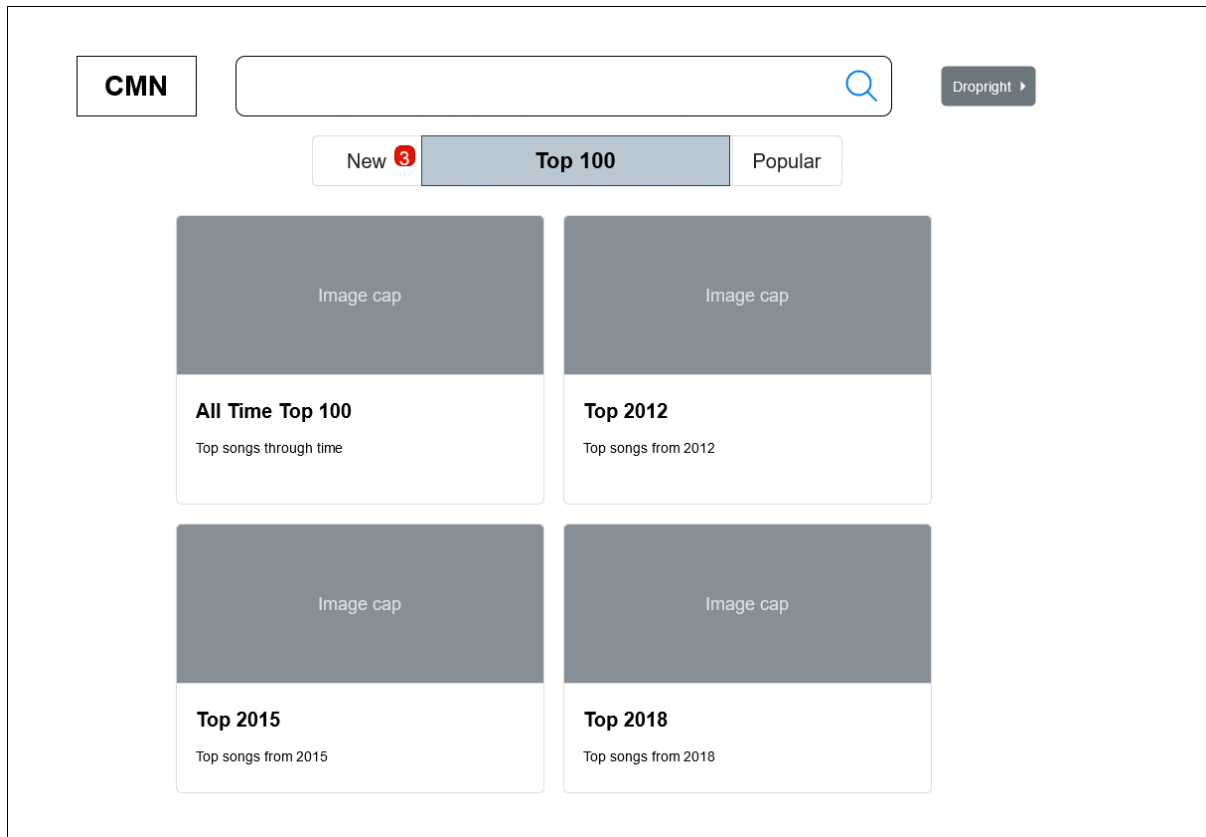 CMN
Dropright
New 3
Top 100
Popular
Image cap
Image cap
All Time Top 100
Top 2012
Top songs through time
Top songs from 2012
Image cap
Image cap
Top 2015
Top 2018
Top songs from 2015
Top songs from 2018